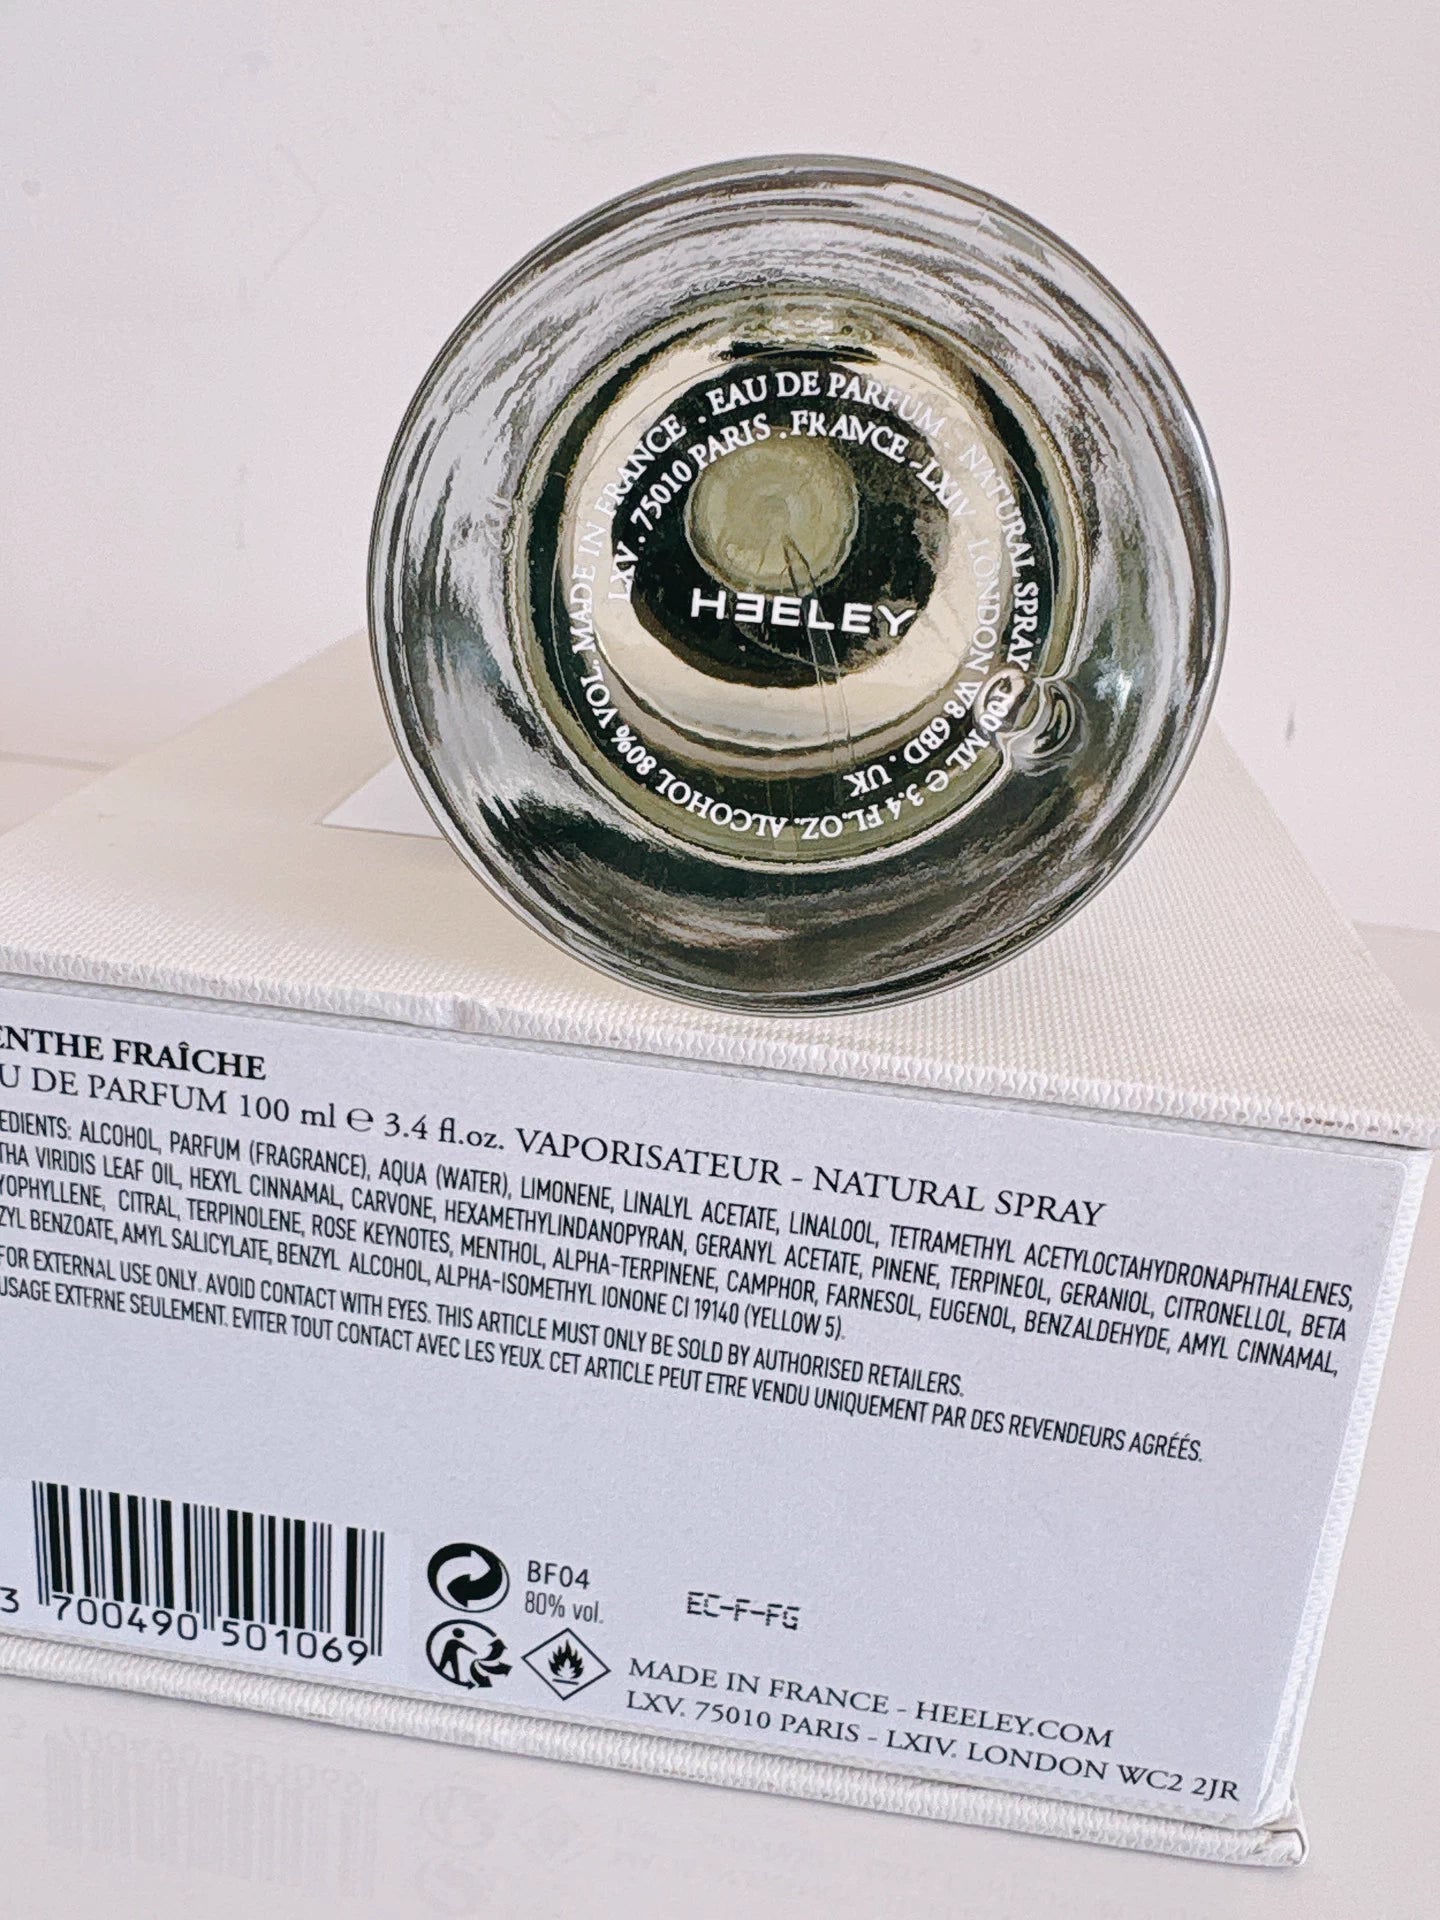 MADE IN FRANCE . EAU DE PARFUM - NATURAL SPRAY 100 ML ℮ 3.4 FL.OZ. ALCOHOL 80% VOL.
LXV . 75010 PARIS . FRANCE - LXIV LONDON W8 6BD . UK
HEELEY
ENTHE FRAÎCHE
U DE PARFUM 100 ml ℮ 3.4 fl.oz. VAPORISATEUR - NATURAL SPRAY
EDIENTS: ALCOHOL, PARFUM (FRAGRANCE), AQUA (WATER), LIMONENE, LINALYL ACETATE, LINALOOL, TETRAMETHYL ACETYLOCTAHYDRONAPHTHALENES,
THA VIRIDIS LEAF OIL, HEXYL CINNAMAL, CARVONE, HEXAMETHYLINDANOPYRAN, GERANYL ACETATE, PINENE, TERPINEOL, GERANIOL, CITRONELLOL, BETA
YOPHYLLENE, CITRAL, TERPINOLENE, ROSE KEYNOTES, MENTHOL, ALPHA-TERPINENE, CAMPHOR, FARNESOL, EUGENOL, BENZALDEHYDE, AMYL CINNAMAL,
ZYL BENZOATE, AMYL SALICYLATE, BENZYL ALCOHOL, ALPHA-ISOMETHYL IONONE CI 19140 (YELLOW 5).
FOR EXTERNAL USE ONLY. AVOID CONTACT WITH EYES. THIS ARTICLE MUST ONLY BE SOLD BY AUTHORISED RETAILERS.
USAGE EXTERNE SEULEMENT. EVITER TOUT CONTACT AVEC LES YEUX. CET ARTICLE PEUT ETRE VENDU UNIQUEMENT PAR DES REVENDEURS AGRÉÉS.
3 700490 501069
BF04
80% vol.
EC-F-FG
MADE IN FRANCE - HEELEY.COM
LXV. 75010 PARIS - LXIV. LONDON WC2 2JR